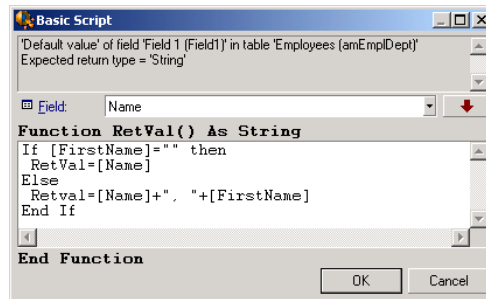 Basic Script
'Default value' of field 'Field 1 (Field1)' in table 'Employees (amEmplDept)'
Expected return type = 'String'
Field: Name
Function RetVal() As String
If [FirstName]="" then
RetVal=[Name]
Else
Retval=[Name]+", "+[FirstName]
End If
End Function
OK Cancel